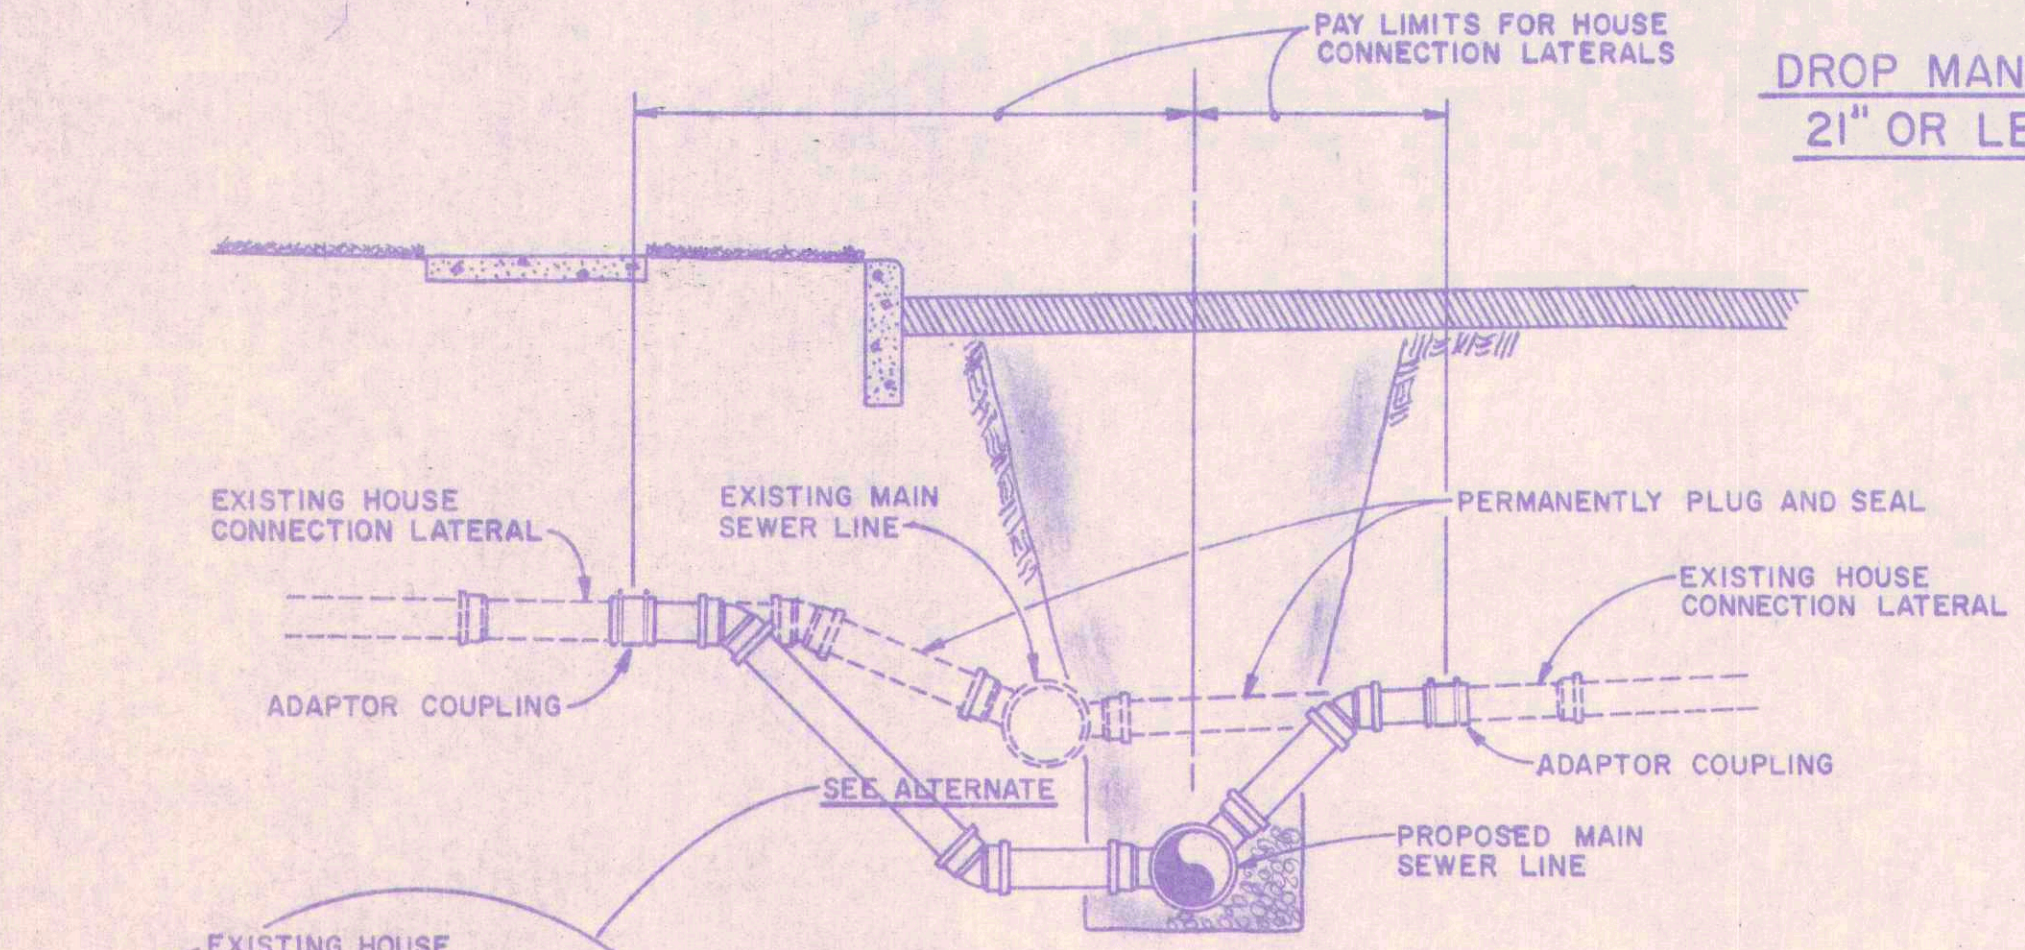 PAY LIMITS FOR HOUSE
CONNECTION LATERALS
DROP MAN
21" OR LE
EXISTING HOUSE
CONNECTION LATERAL
EXISTING MAIN
SEWER LINE
PERMANENTLY PLUG AND SEAL
EXISTING HOUSE
CONNECTION LATERAL
ADAPTOR COUPLING
SEE ALTERNATE
ADAPTOR COUPLING
PROPOSED MAIN
SEWER LINE
EXISTING HOUSE